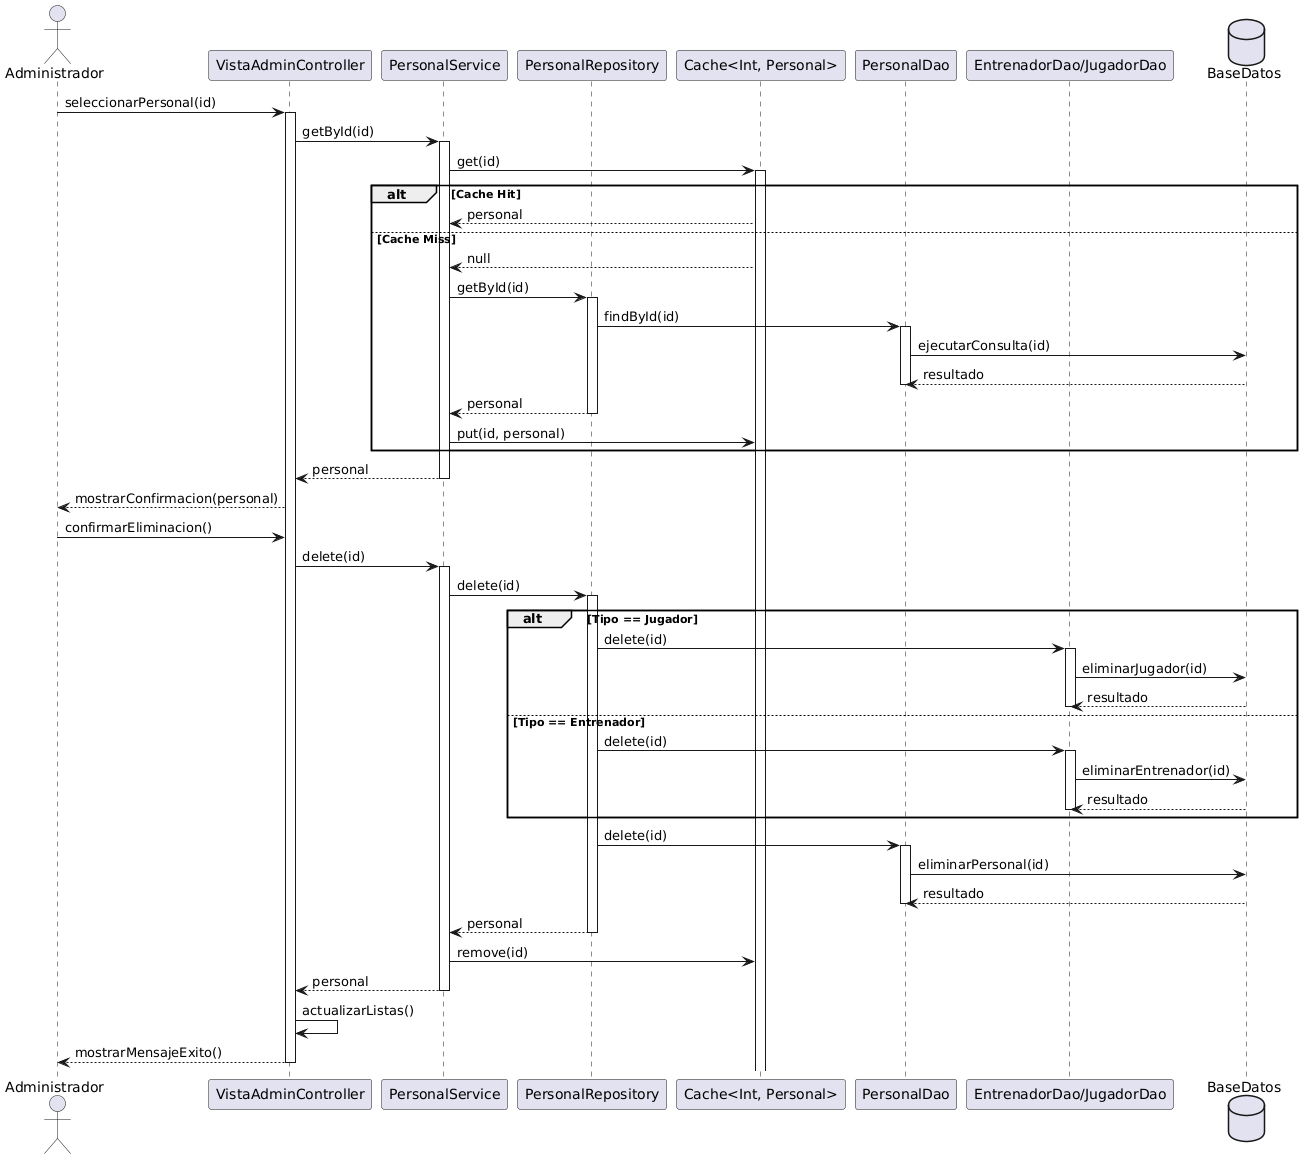 Administrador
VistaAdminController
PersonalService
PersonalRepository
Cache<Int, Personal>
PersonalDao
EntrenadorDao/JugadorDao
BaseDatos
seleccionarPersonal(id)
getById(id)
get(id)
alt
[Cache Hit]
personal
[Cache Miss]
null
getById(id)
findById(id)
ejecutarConsulta(id)
resultado
personal
put(id, personal)
personal
mostrarConfirmacion(personal)
confirmarEliminacion()
delete(id)
delete(id)
alt
[Tipo == Jugador]
delete(id)
eliminarJugador(id)
resultado
[Tipo == Entrenador]
delete(id)
eliminarEntrenador(id)
resultado
delete(id)
eliminarPersonal(id)
resultado
personal
remove(id)
personal
actualizarListas()
mostrarMensajeExito()
Administrador
VistaAdminController
PersonalService
PersonalRepository
Cache<Int, Personal>
PersonalDao
EntrenadorDao/JugadorDao
BaseDatos